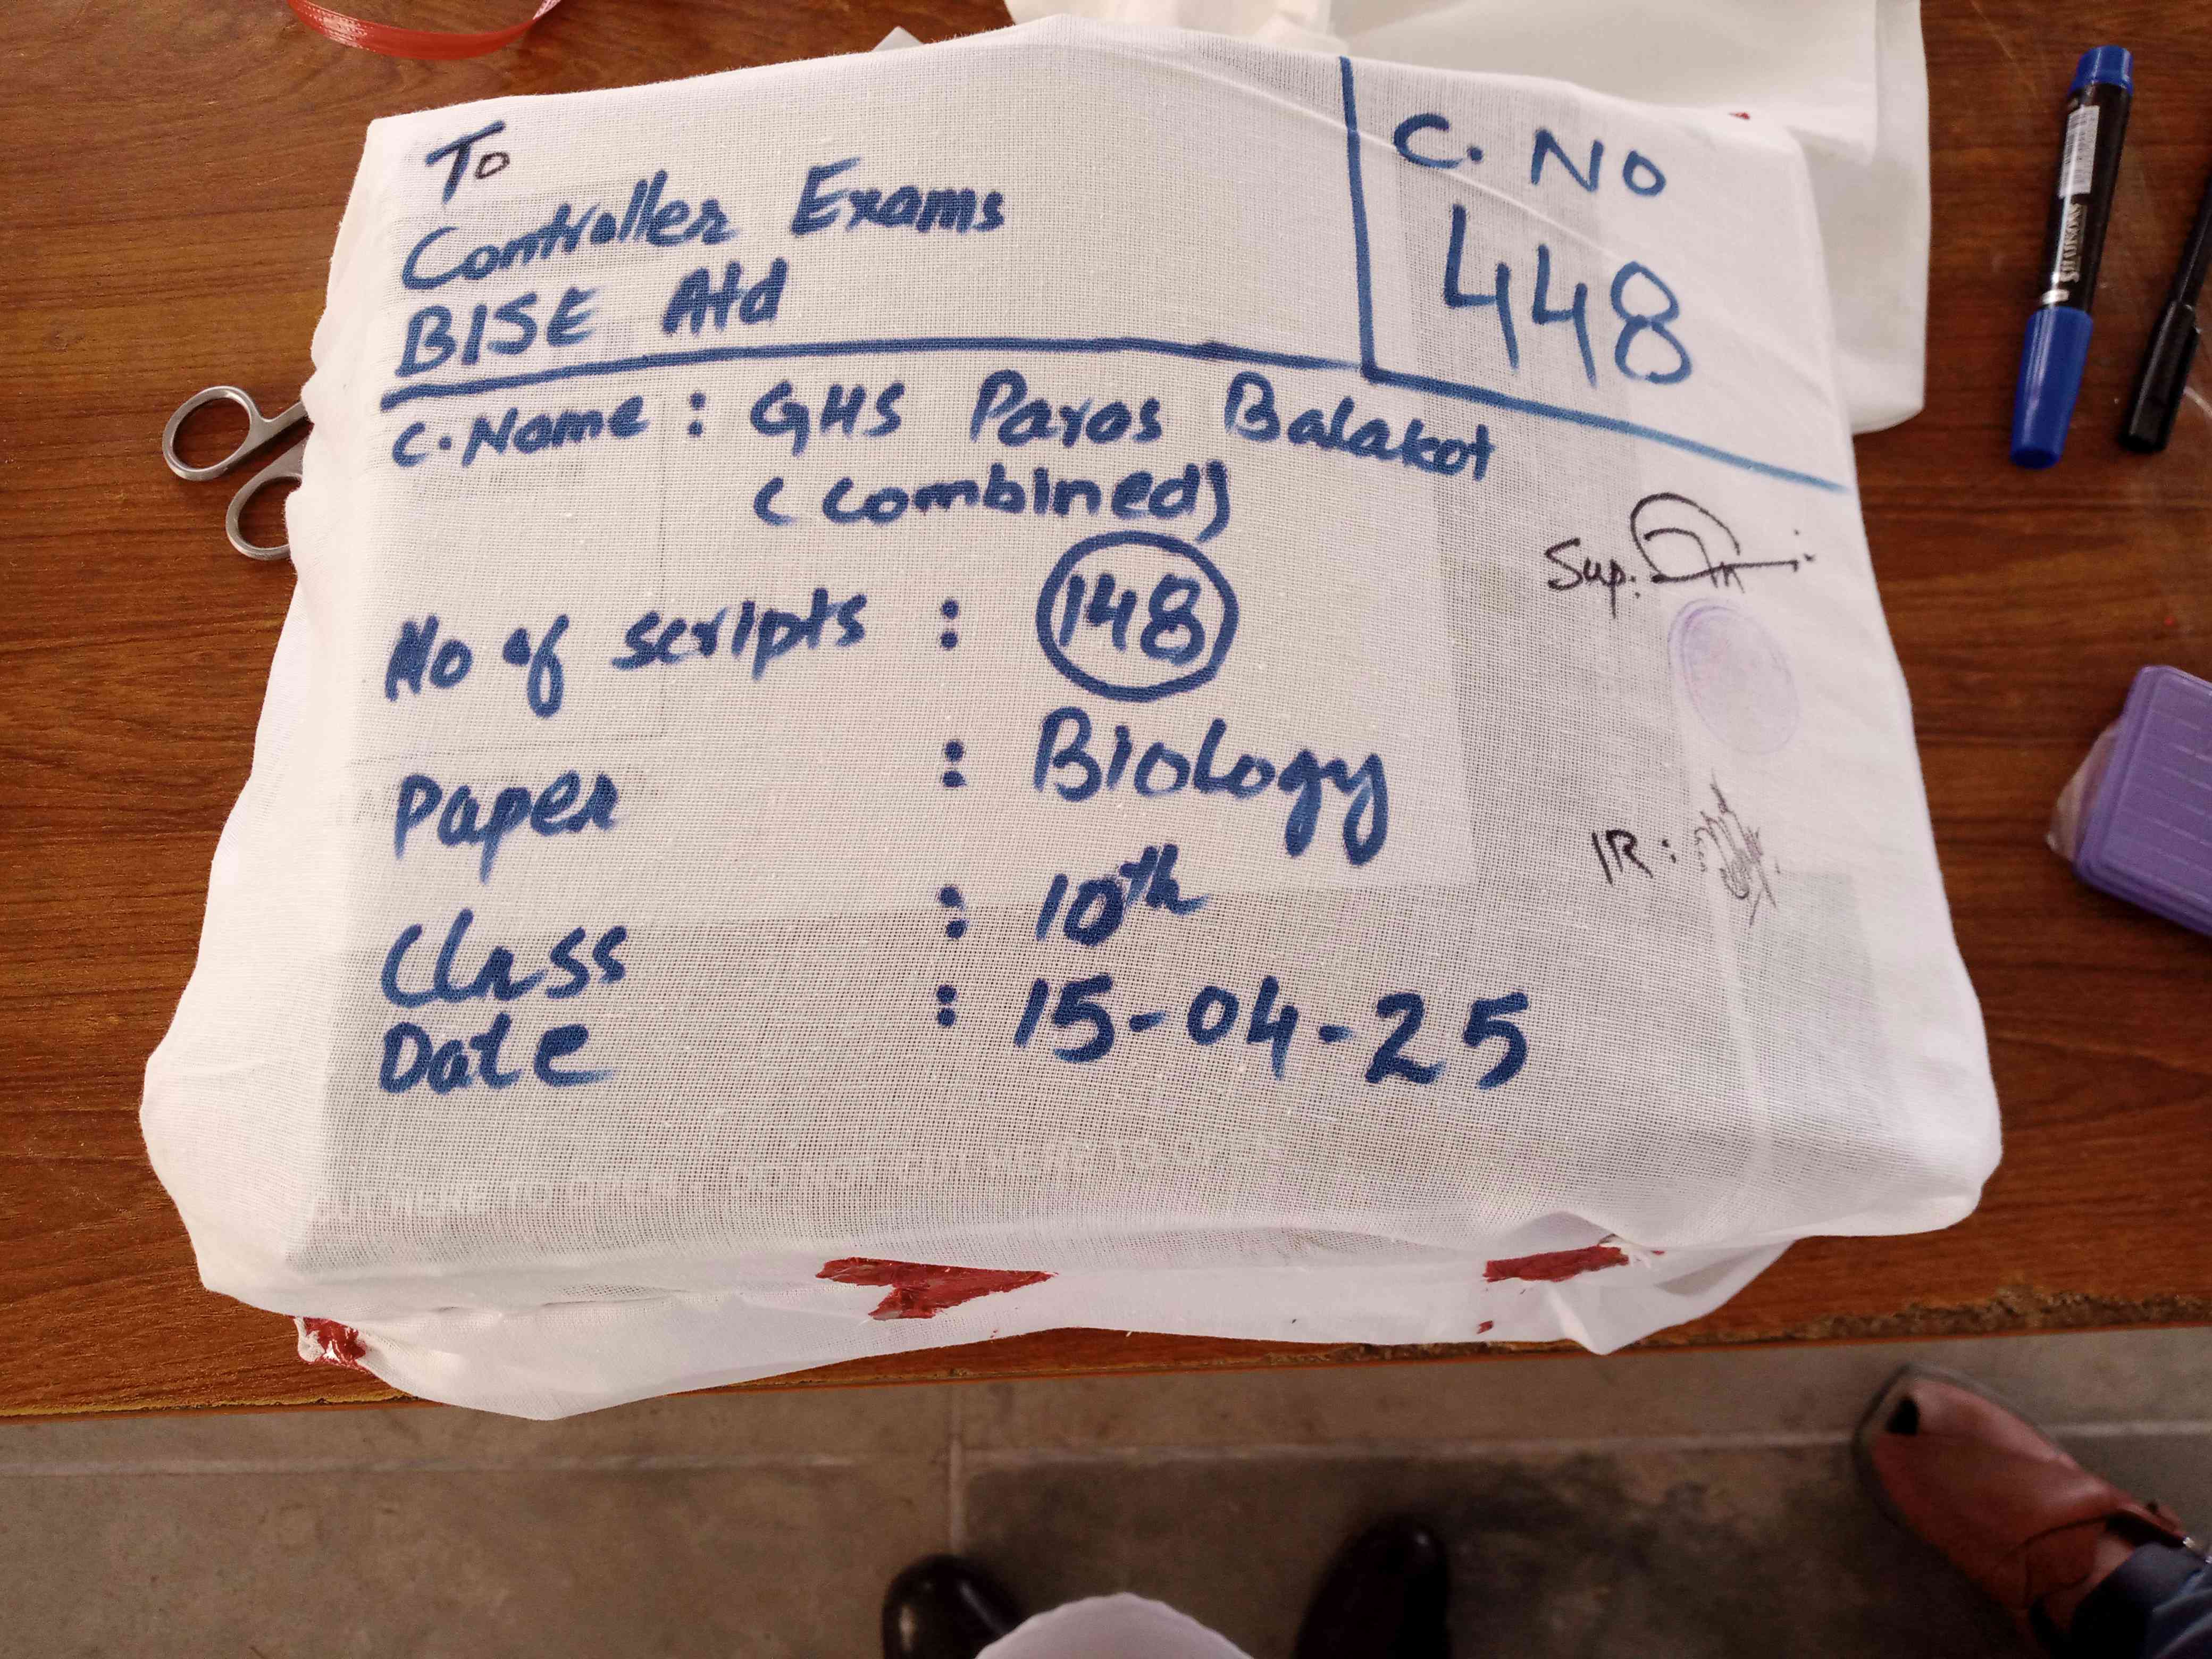 To
Controller Exams
BISE Atd
C. NO
448
C.Name : GHS Paros Balakot
(Combined)
No of scripts : 148
Paper : Biology
Class : 10th
Date : 15-04-25
Sup.
IR :